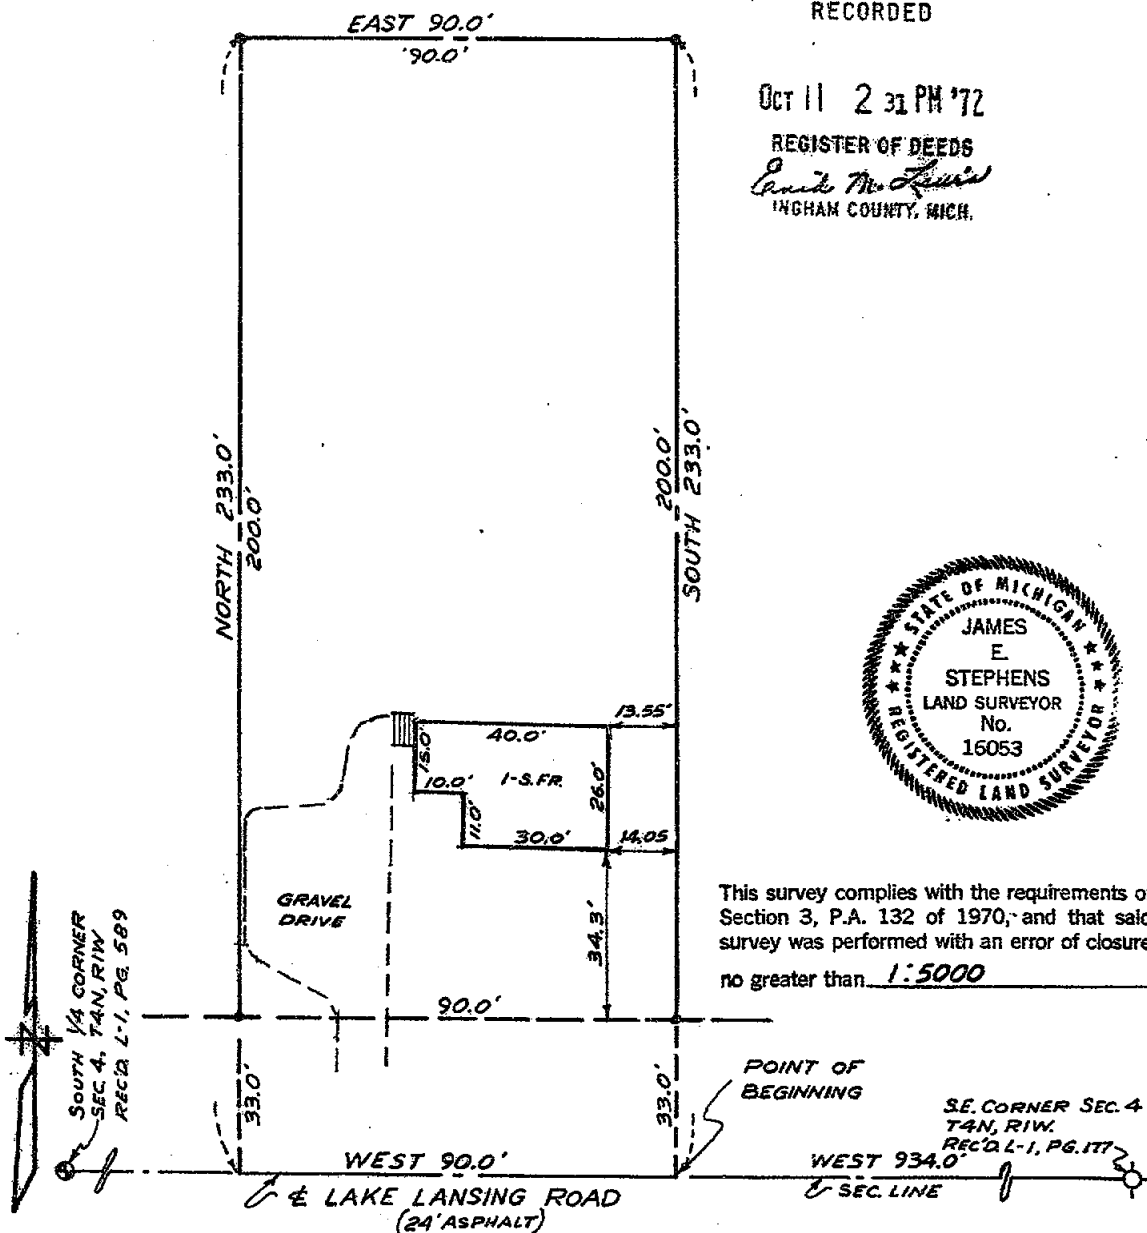 RECORDED
OCT 11 2 31 PM '72
REGISTER OF DEEDS
Enid M. Lewis
INGHAM COUNTY, MICH.
EAST 90.0'
90.0'
NORTH 233.0'
200.0'
200.0'
SOUTH 233.0'
STATE OF MICHIGAN
JAMES
E.
STEPHENS
LAND SURVEYOR
No.
16053
REGISTERED LAND SURVEYOR
13.55'
40.0'
15.0'
1-S.FR.
10.0'
26.0'
11.0'
30.0'
14.05
GRAVEL
DRIVE
34.3'
This survey complies with the requirements of
Section 3, P.A. 132 of 1970, and that said
survey was performed with an error of closure
no greater than 1:5000
SOUTH 1/4 CORNER
SEC. 4, T4N, R1W
REC'D. L-1, PG. 589
N
90.0'
33.0'
33.0'
POINT OF
BEGINNING
S.E. CORNER SEC. 4
T4N, R1W.
REC'D. L-1, PG. 177
WEST 90.0'
WEST 934.0'
SEC. LINE
℄ LAKE LANSING ROAD
(24' ASPHALT)